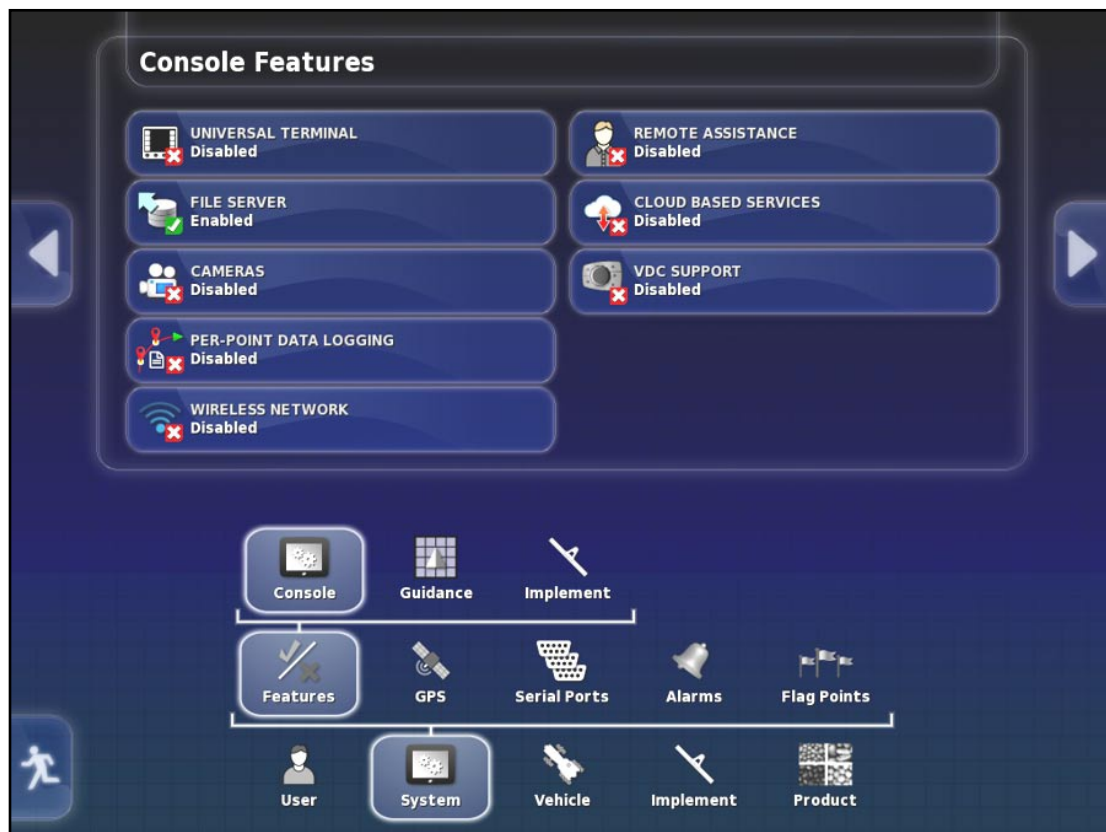 Console Features
UNIVERSAL TERMINAL
Disabled
FILE SERVER
Enabled
CAMERAS
Disabled
PER-POINT DATA LOGGING
Disabled
WIRELESS NETWORK
Disabled
REMOTE ASSISTANCE
Disabled
CLOUD BASED SERVICES
Disabled
VDC SUPPORT
Disabled
Console
Guidance
Implement
Features
GPS
Serial Ports
Alarms
Flag Points
User
System
Vehicle
Implement
Product